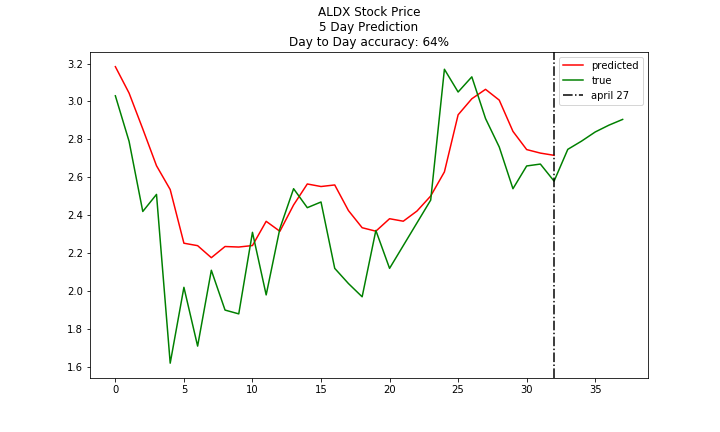 ALDX Stock Price
5 Day Prediction
Day to Day accuracy: 64%
predicted
true
april 27
3.2
3.0
2.8
2.6
2.4
2.2
2.0
1.8
1.6
0 5 10 15 20 25 30 35